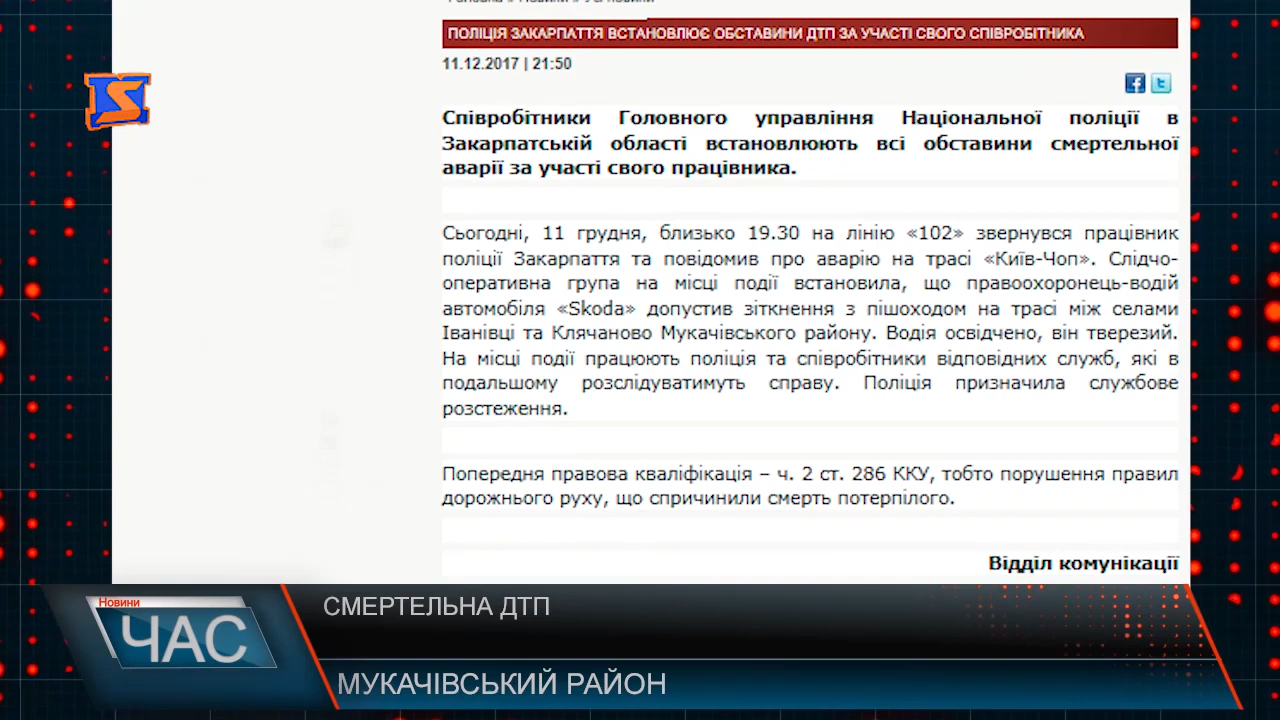 ПОЛІЦІЯ ЗАКАРПАТТЯ ВСТАНОВЛЮЄ ОБСТАВИНИ ДТП ЗА УЧАСТІ СВОГО СПІВРОБІТНИКА
11.12.2017 | 21:50
Співробітники Головного управління Національної поліції в
Закарпатській області встановлюють всі обставини смертельної
аварії за участі свого працівника.
Сьогодні, 11 грудня, близько 19.30 на лінію «102» звернувся працівник
поліції Закарпаття та повідомив про аварію на трасі «Київ-Чоп». Слідчо-
оперативна група на місці події встановила, що правоохоронець-водій
автомобіля «Skoda» допустив зіткнення з пішоходом на трасі між селами
Іванівці та Клячаново Мукачівського району. Водія освідчено, він тверезий.
На місці події працюють поліція та співробітники відповідних служб, які в
подальшому розслідуватимуть справу. Поліція призначила службове
розстеження.
Попередня правова кваліфікація – ч. 2 ст. 286 ККУ, тобто порушення правил
дорожнього руху, що спричинили смерть потерпілого.
Відділ комунікації
Новини
ЧАС
СМЕРТЕЛЬНА ДТП
МУКАЧІВСЬКИЙ РАЙОН